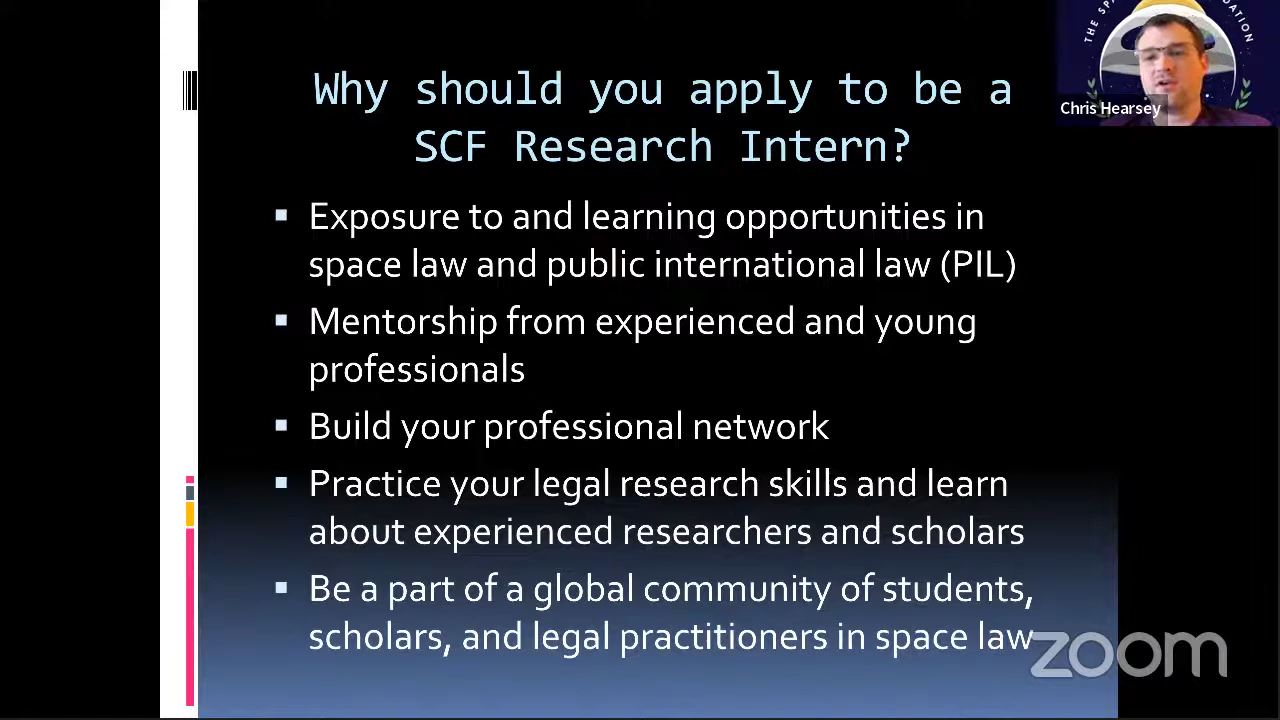 Why should you apply to be a
SCF Research Intern?
▪ Exposure to and learning opportunities in
space law and public international law (PIL)
▪ Mentorship from experienced and young
professionals
▪ Build your professional network
▪ Practice your legal research skills and learn
about experienced researchers and scholars
▪ Be a part of a global community of students,
scholars, and legal practitioners in space law
THE SPA
NDATION
Chris Hearsey
zoom